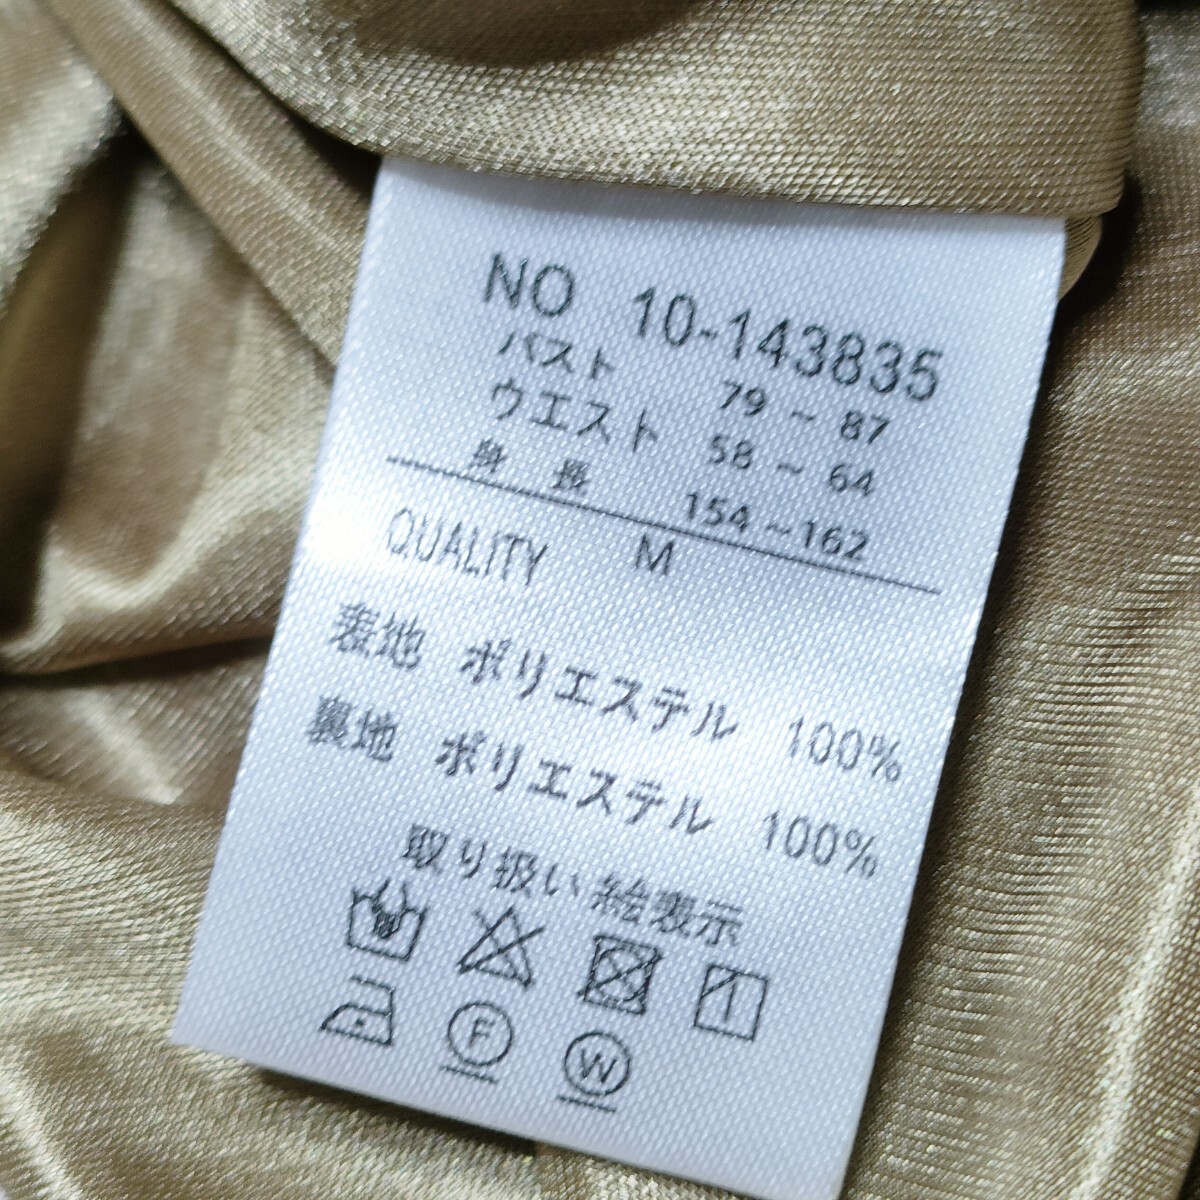 NO 10-143835
バスト 79 ~ 87
ウエスト 58 ~ 64
身 長 154 ~ 162
QUALITY M
表地 ポリエステル 100%
裏地 ポリエステル 100%
取り扱い絵表示
F
W